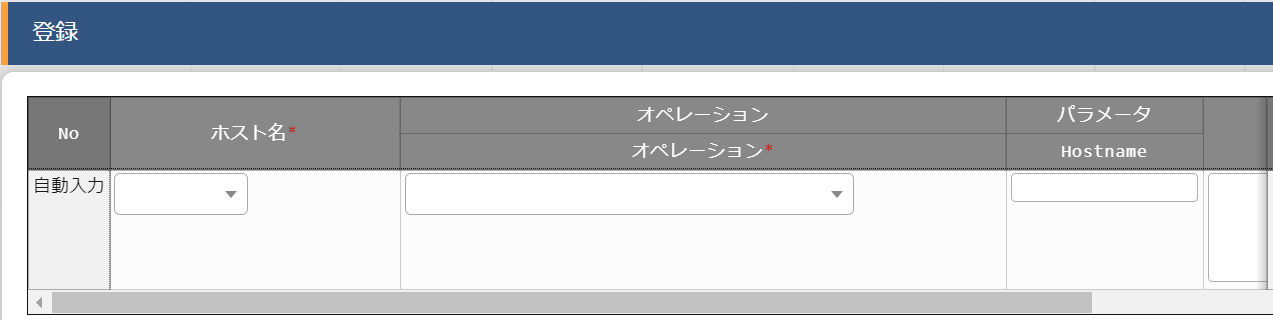 登録
No
ホスト名*
オペレーション
オペレーション*
パラメータ
Hostname
自動入力